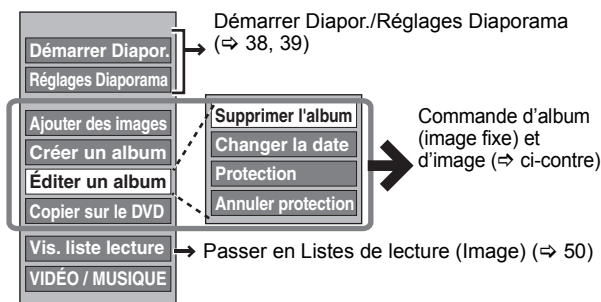 Démarrer Diapor./Réglages Diaporama
(⇨ 38, 39)
Démarrer Diapor.
Réglages Diaporama
Ajouter des images
Créer un album
Éditer un album
Copier sur le DVD
Supprimer l'album
Changer la date
Protection
Annuler protection
Commande d'album
(image fixe) et
d'image (⇨ ci-contre)
Vis. liste lecture
Passer en Listes de lecture (Image) (⇨ 50)
VIDÉO / MUSIQUE